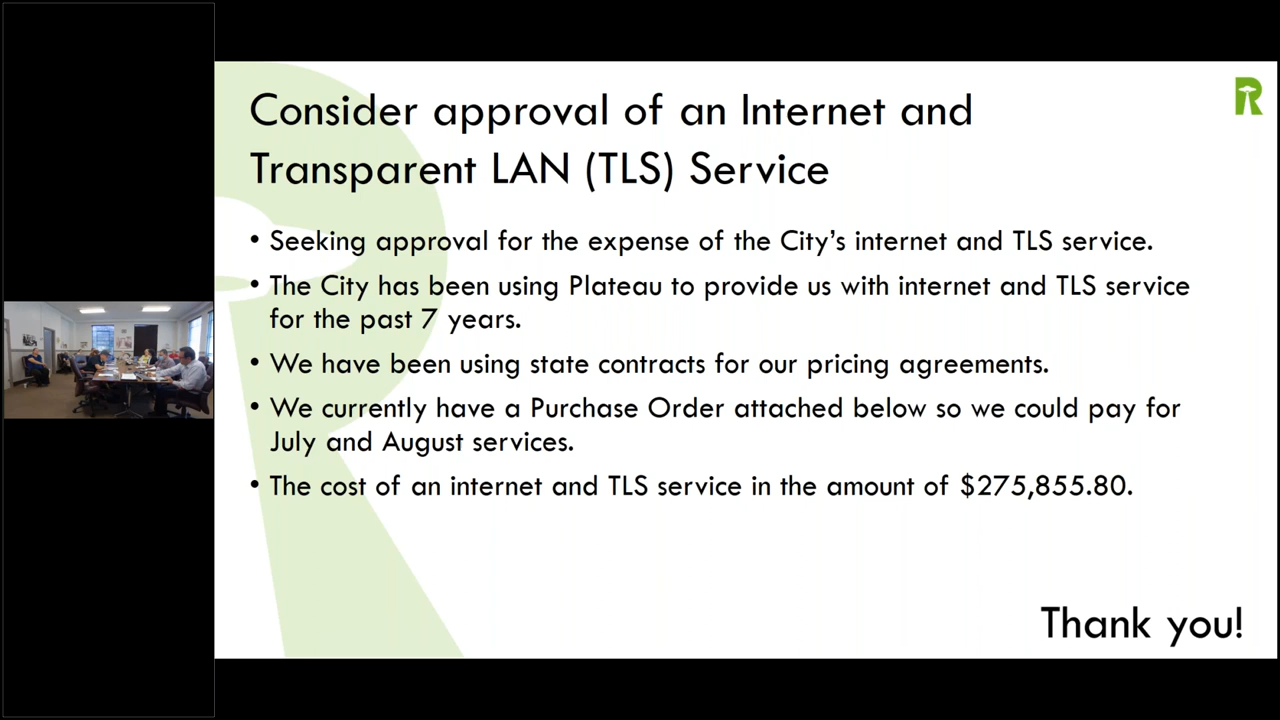 Consider approval of an Internet and
Transparent LAN (TLS) Service
• Seeking approval for the expense of the City’s internet and TLS service.
• The City has been using Plateau to provide us with internet and TLS service
for the past 7 years.
• We have been using state contracts for our pricing agreements.
• We currently have a Purchase Order attached below so we could pay for
July and August services.
• The cost of an internet and TLS service in the amount of $275,855.80.
Thank you!